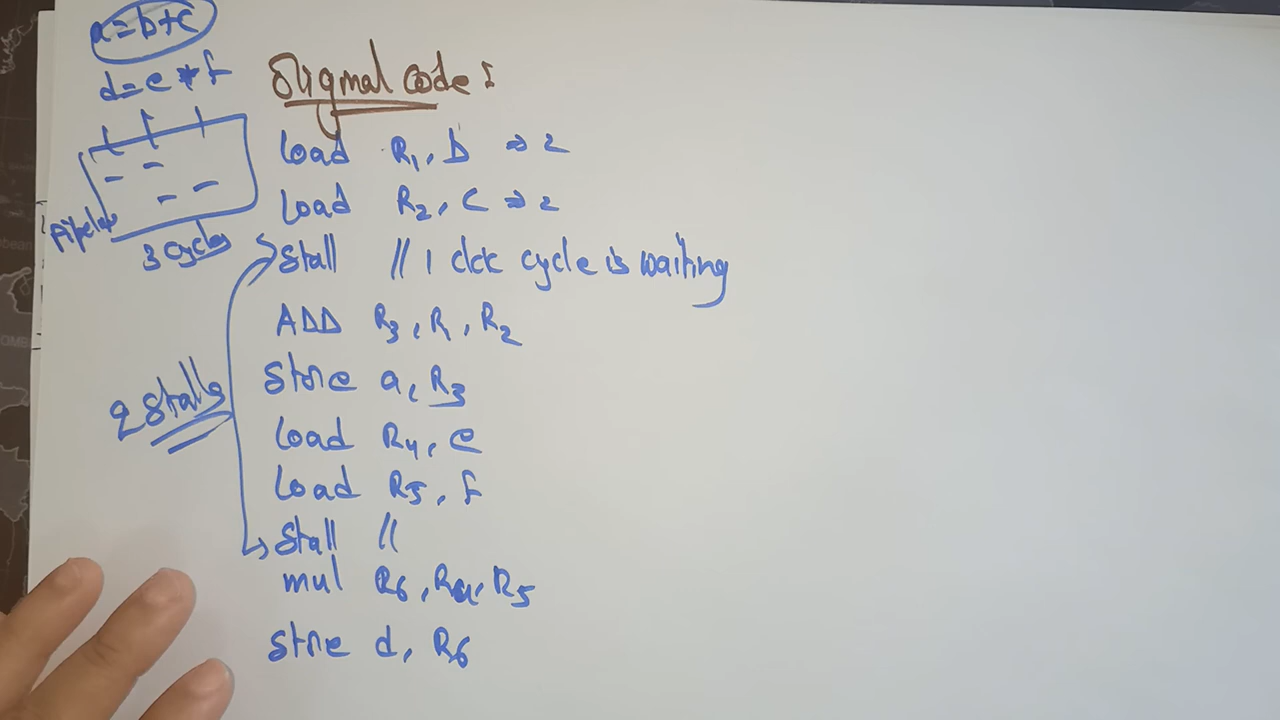 a=b+c
d=e*f
Pipeline
3 cycles
Original code:
Load R1, b ⇒ 2
Load R2, C ⇒ 2
Stall // 1 clck cycle is waiting
ADD R3, R1, R2
Store a, R3
Load R4, e
Load R5, f
Stall //
mul R6, R4, R5
store d, R6
2 Stalls